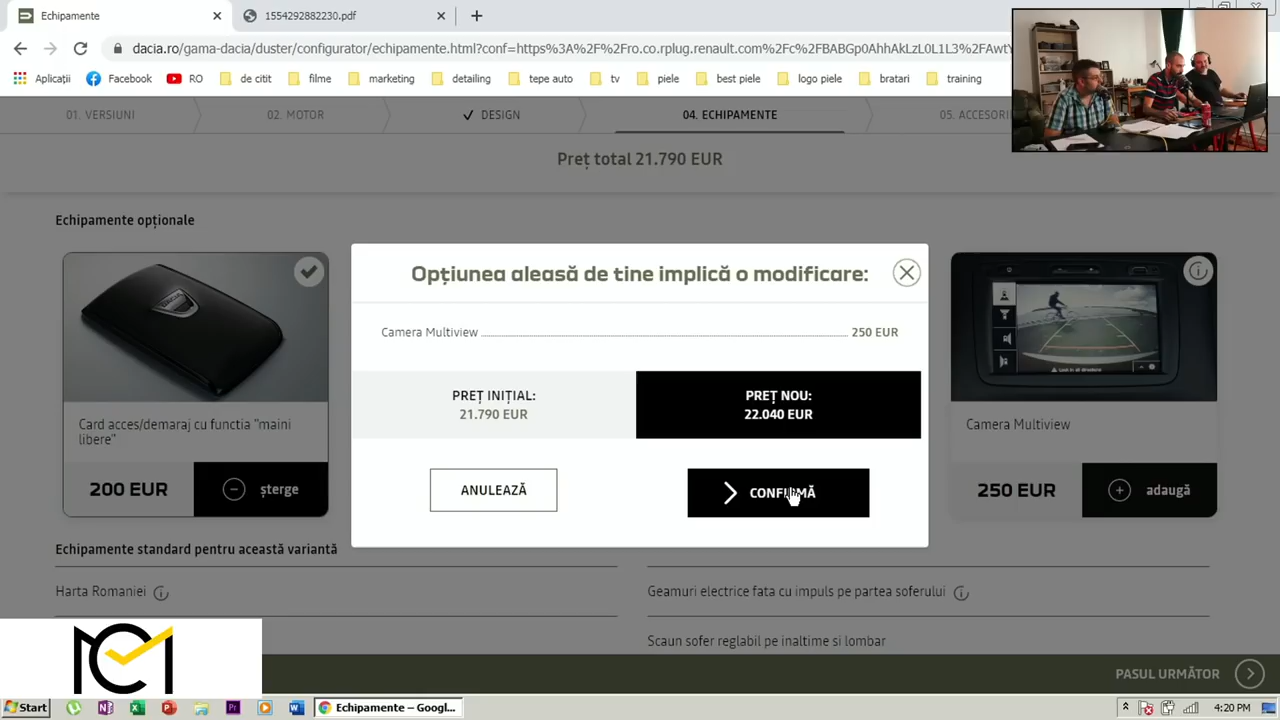 Echipamente
1554292882230.pdf
dacia.ro/gama-dacia/duster/configurator/echipamente.html?conf=https%3A%2F%2Fro.co.rplug.renault.com%2Fc%2FBABGp0AhhAkLzL0L1L3%2FAwtY
Aplicații
Facebook
RO
de citit
filme
marketing
detailing
tepe auto
tv
piele
best piele
logo piele
bratari
training
01. VERSIUNI
02. MOTOR
DESIGN
04. ECHIPAMENTE
05. ACCESORI
Preț total 21.790 EUR
Echipamente opționale
Opțiunea aleasă de tine implică o modificare:
Camera Multiview 250 EUR
PREȚ INIȚIAL:
21.790 EUR
PREȚ NOU:
22.040 EUR
ANULEAZĂ
CONFIRMĂ
Card acces/demaraj cu functia "maini
libere"
200 EUR
șterge
Camera Multiview
250 EUR
adaugă
Echipamente standard pentru această variantă
Harta Romaniei
Geamuri electrice fata cu impuls pe partea soferului
Scaun sofer reglabil pe inaltime si lombar
PASUL URMĂTOR
Start
Echipamente – Googl...
4:20 PM